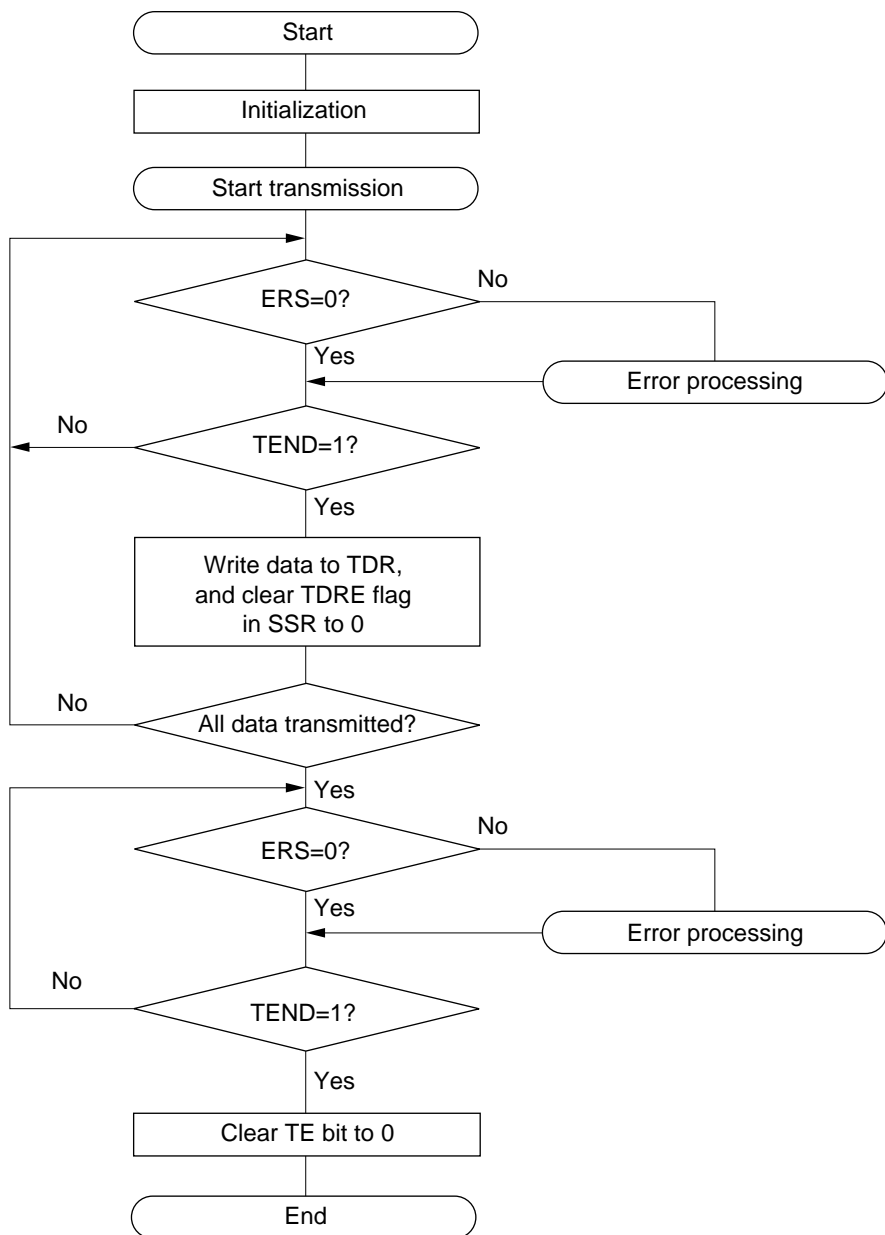 Start
Initialization
Start transmission
ERS=0?
No
Yes
Error processing
No
TEND=1?
Yes
Write data to TDR,
and clear TDRE flag
in SSR to 0
No
All data transmitted?
Yes
ERS=0?
No
Yes
Error processing
No
TEND=1?
Yes
Clear TE bit to 0
End